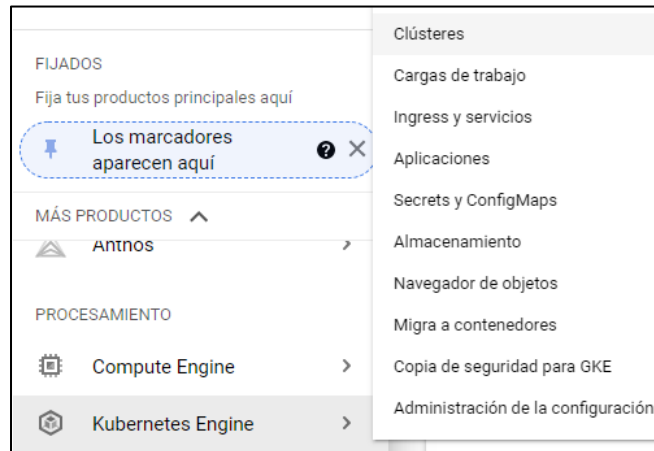 FIJADOS
Fija tus productos principales aquí
Los marcadores
aparecen aquí
MÁS PRODUCTOS
Anthos
PROCESAMIENTO
Compute Engine
Kubernetes Engine
Clústeres
Cargas de trabajo
Ingress y servicios
Aplicaciones
Secrets y ConfigMaps
Almacenamiento
Navegador de objetos
Migra a contenedores
Copia de seguridad para GKE
Administración de la configuración